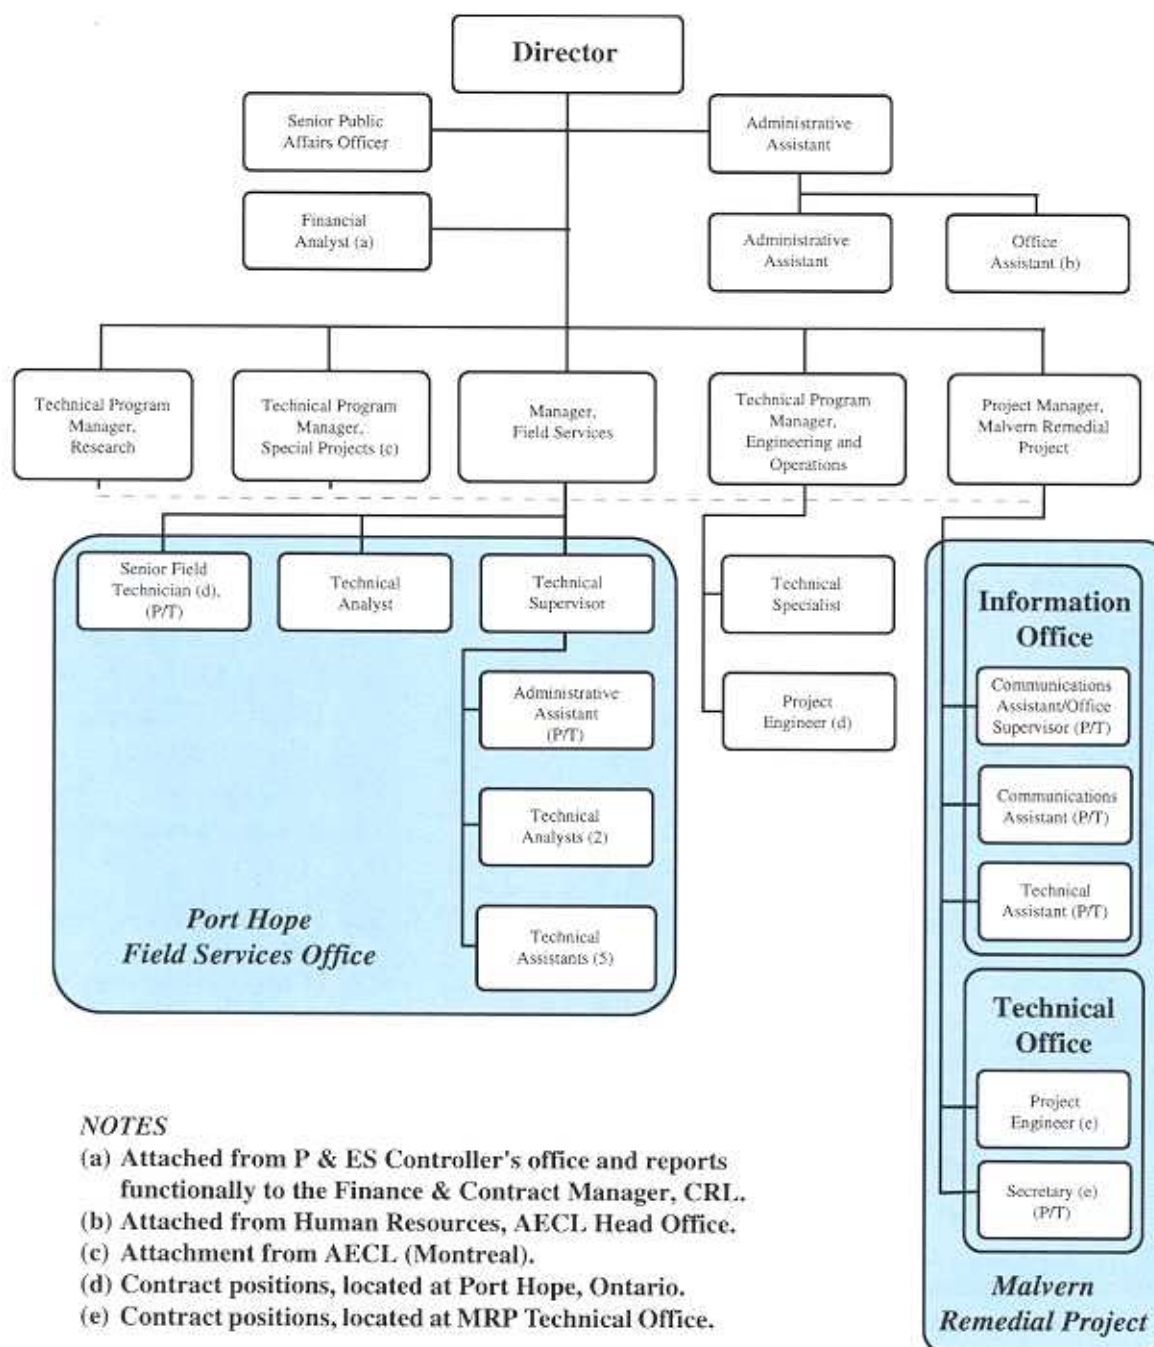 Director
Senior Public
Affairs Officer
Administrative
Assistant
Financial
Analyst (a)
Administrative
Assistant
Office
Assistant (b)
Technical Program
Manager,
Research
Technical Program
Manager,
Special Projects (c)
Manager,
Field Services
Technical Program
Manager,
Engineering and
Operations
Project Manager,
Malvern Remedial
Project
Senior Field
Technician (d),
(P/T)
Technical
Analyst
Technical
Supervisor
Administrative
Assistant
(P/T)
Technical
Analysts (2)
Technical
Assistants (5)
Port Hope
Field Services Office
Technical
Specialist
Project
Engineer (d)
Information
Office
Communications
Assistant/Office
Supervisor (P/T)
Communications
Assistant (P/T)
Technical
Assistant (P/T)
Technical
Office
Project
Engineer (e)
Secretary (e)
(P/T)
Malvern
Remedial Project
NOTES
(a) Attached from P & ES Controller's office and reports
functionally to the Finance & Contract Manager, CRL.
(b) Attached from Human Resources, AECL Head Office.
(c) Attachment from AECL (Montreal).
(d) Contract positions, located at Port Hope, Ontario.
(e) Contract positions, located at MRP Technical Office.